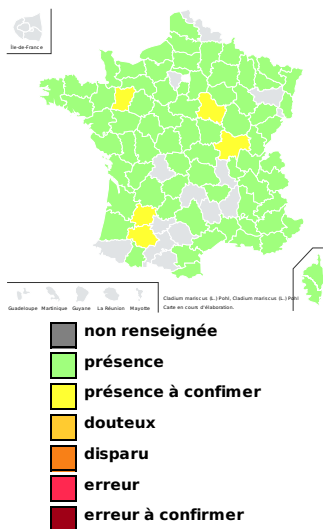 Île-de-France
Guadeloupe Martinique Guyane La Réunion Mayotte
Cladium mariscus (L.) Pohl, Cladium mariscus (L.) Pohl
Carte en cours d'élaboration.
non renseignée
présence
présence à confimer
douteux
disparu
erreur
erreur à confirmer